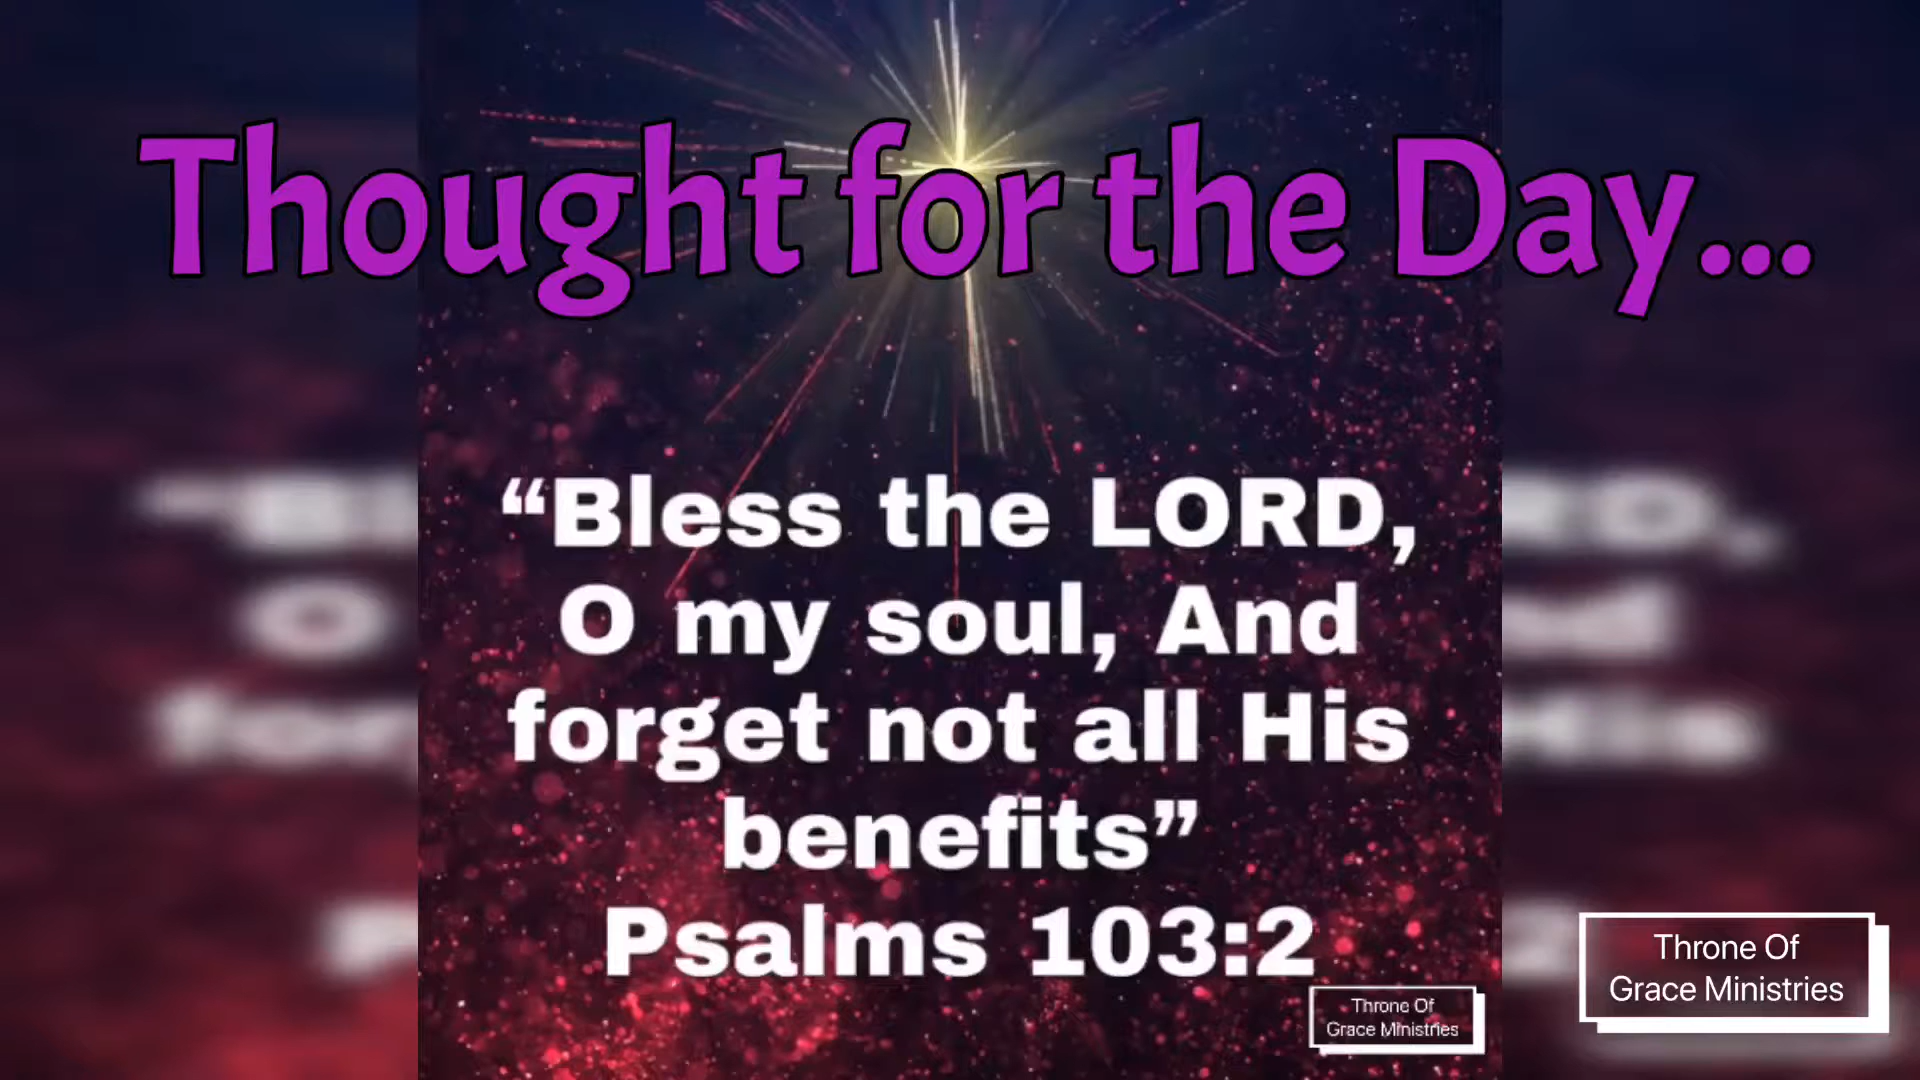 Thought for the Day...
“Bless the LORD,
O my soul, And
forget not all His
benefits”
Psalms 103:2
Throne Of
Grace Ministries
Throne Of
Grace Ministries